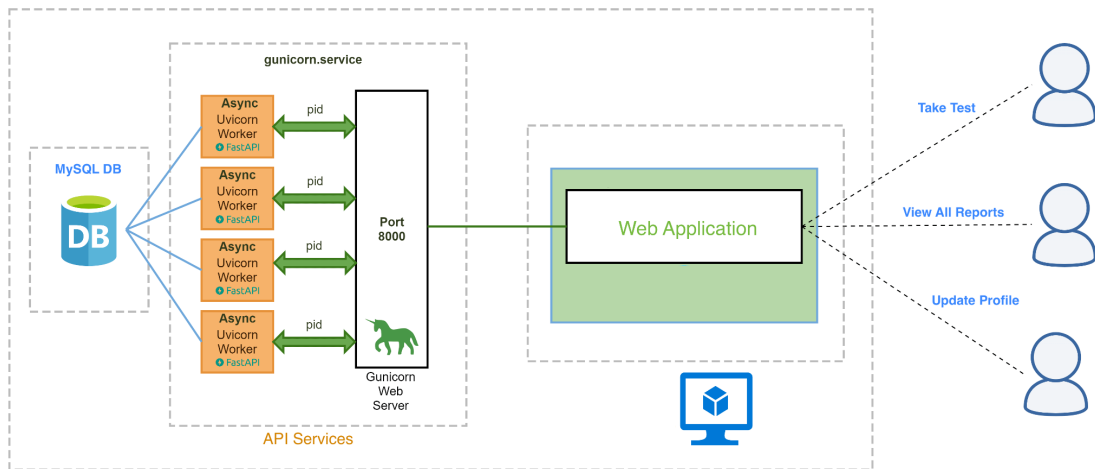 gunicorn.service
MySQL DB
DB
Async
Uvicorn
Worker
FastAPI
pid
Async
Uvicorn
Worker
FastAPI
pid
Async
Uvicorn
Worker
FastAPI
pid
Async
Uvicorn
Worker
FastAPI
pid
Port
8000
Gunicorn
Web
Server
API Services
Web Application
Take Test
View All Reports
Update Profile